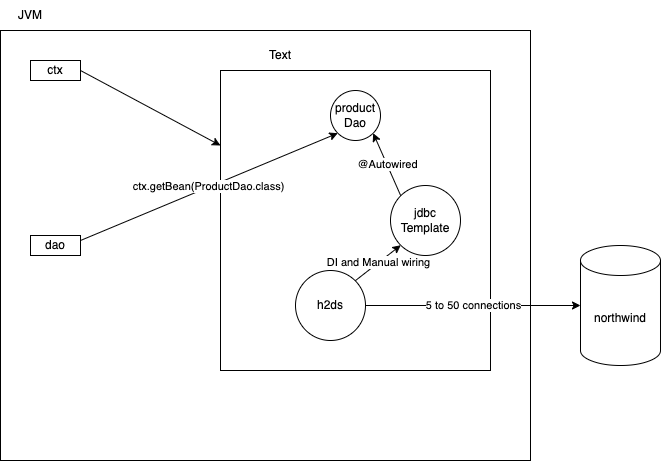 JVM
Text
ctx
product
Dao
@Autowired
ctx.getBean(ProductDao.class)
jdbc
Template
dao
DI and Manual wiring
h2ds
5 to 50 connections
northwind